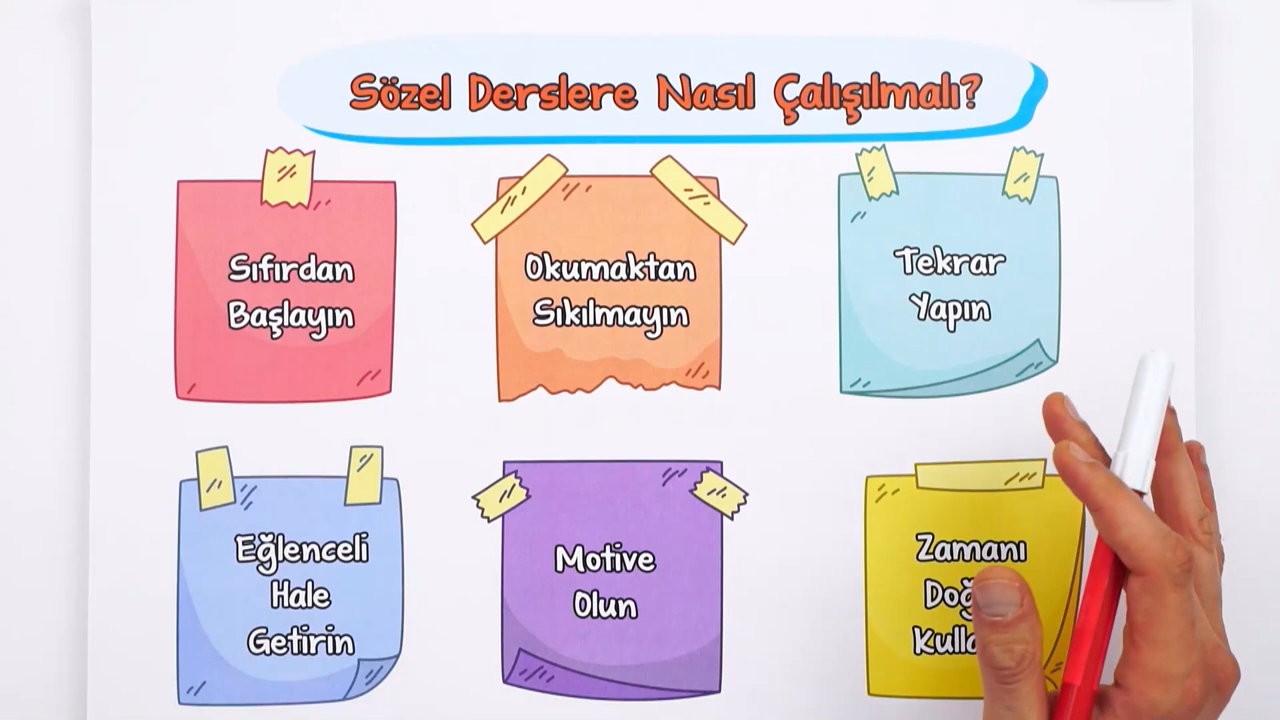 Sözel Derslere Nasıl Çalışılmalı?
Sıfırdan
Başlayın
Okumaktan
Sıkılmayın
Tekrar
Yapın
Eğlenceli
Hale
Getirin
Motive
Olun
Zamanı